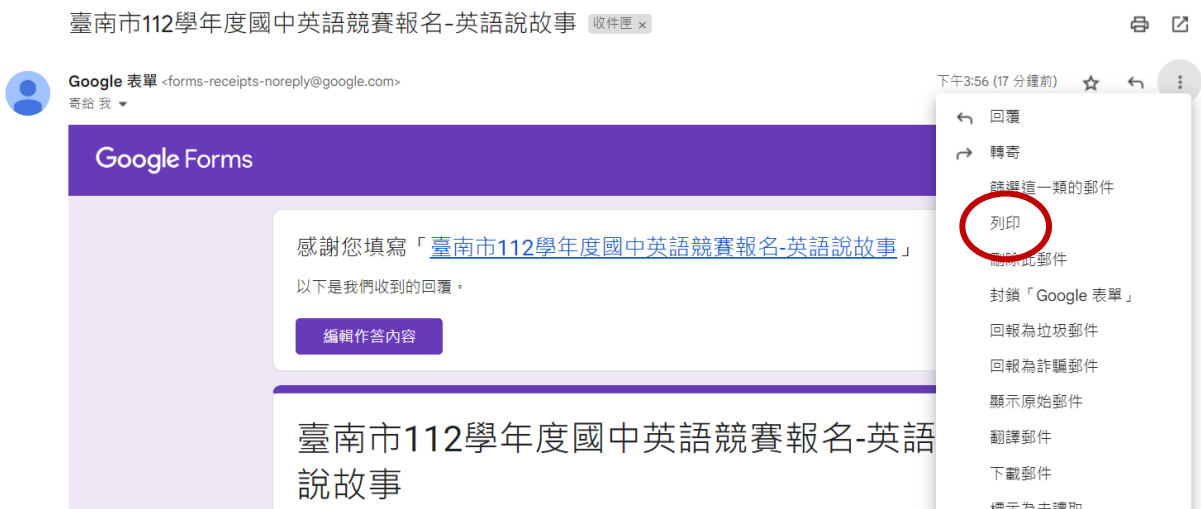 臺南市112學年度國中英語競賽報名-英語說故事 收件匣 ×
Google 表單 <forms-receipts-noreply@google.com>
下午3:56 (17 分鐘前)
寄給 我
Google Forms
感謝您填寫「臺南市112學年度國中英語競賽報名-英語說故事」
以下是我們收到的回覆。
編輯作答內容
臺南市112學年度國中英語競賽報名-英語
說故事
回覆
轉寄
篩選這一類的郵件
列印
刪除此郵件
封鎖「Google 表單」
回報為垃圾郵件
回報為詐騙郵件
顯示原始郵件
翻譯郵件
下載郵件
標示為未讀取